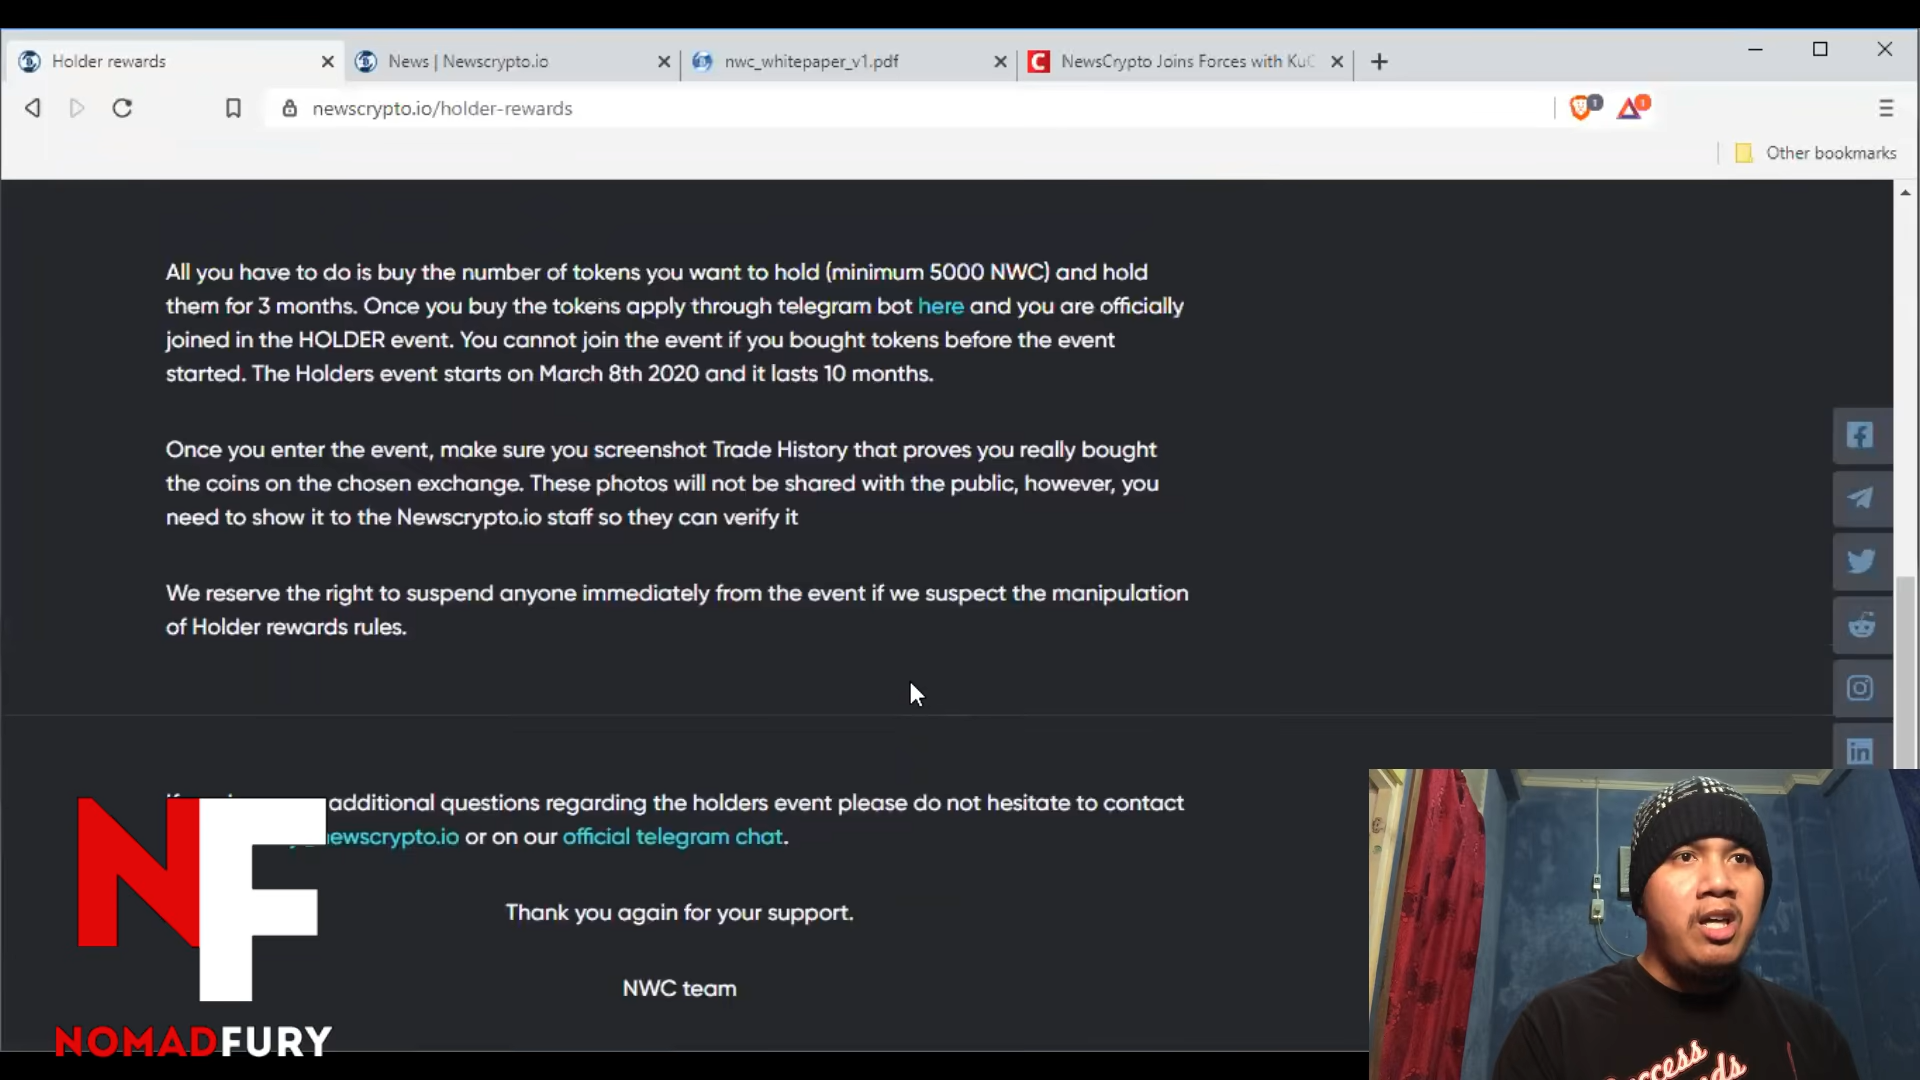 Holder rewards
News | Newscrypto.io
nwc_whitepaper_v1.pdf
NewsCrypto Joins Forces with KuC
newscrypto.io/holder-rewards
1
1
Other bookmarks
All you have to do is buy the number of tokens you want to hold (minimum 5000 NWC) and hold
them for 3 months. Once you buy the tokens apply through telegram bot here and you are officially
joined in the HOLDER event. You cannot join the event if you bought tokens before the event
started. The Holders event starts on March 8th 2020 and it lasts 10 months.
Once you enter the event, make sure you screenshot Trade History that proves you really bought
the coins on the chosen exchange. These photos will not be shared with the public, however, you
need to show it to the Newscrypto.io staff so they can verify it
We reserve the right to suspend anyone immediately from the event if we suspect the manipulation
of Holder rewards rules.
additional questions regarding the holders event please do not hesitate to contact
newscrypto.io or on our official telegram chat.
Thank you again for your support.
NWC team
NF
NOMADFURY
C
in